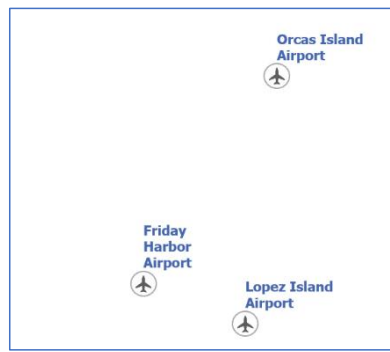 Orcas Island
Airport
Friday
Harbor
Airport
Lopez Island
Airport